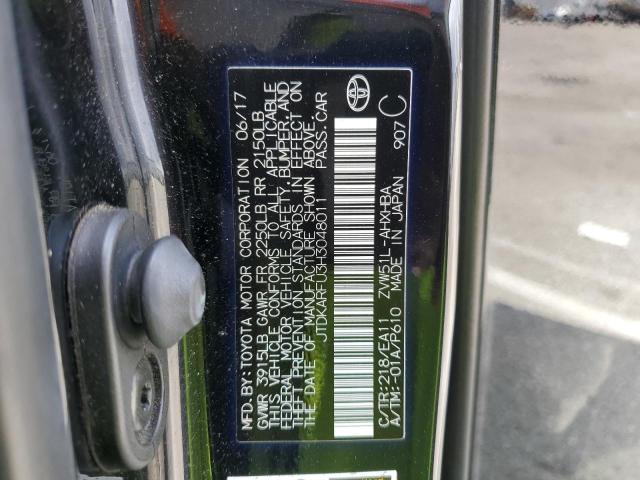 MFD.BY:TOYOTA MOTOR CORPORATION 06/17
GVWR 3915LB GAWR FR 2250LB RR 2150LB
THIS VEHICLE CONFORMS TO ALL APPLICABLE
FEDERAL MOTOR VEHICLE SAFETY, BUMPER, AND
THEFT PREVENTION STANDARDS IN EFFECT ON
THE DATE OF MANUFACTURE SHOWN ABOVE.
JTDKARFU3H3048011 PASS.CAR
C/TR:218/EA11 ZVW51L-AHXHBA
A/TM:-01A/P610 MADE IN JAPAN 907 C